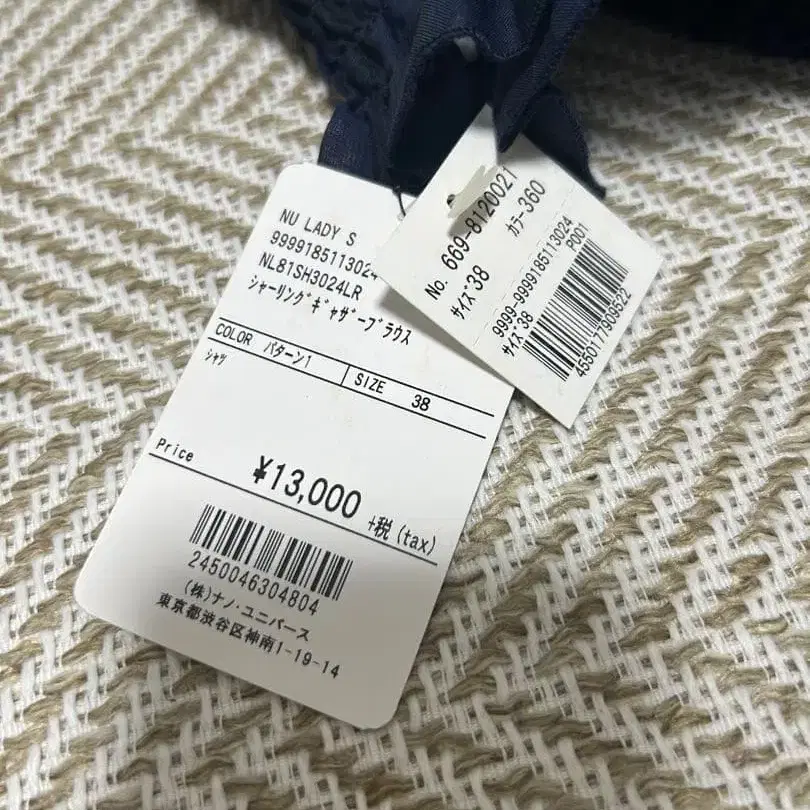 NU LADY S
9999185113024
NL81SH3024LR
シャーリングギャザーブラウス
COLOR パターン1 SIZE 38
シャツ
Price
¥13,000 +税(tax)
2450046304804
(株)ナノ・ユニバース
東京都渋谷区神南1-19-14
No. 669-8120021
サイズ38 カラー360
9999-9999185113024
サイズ38 P001
4550177909522